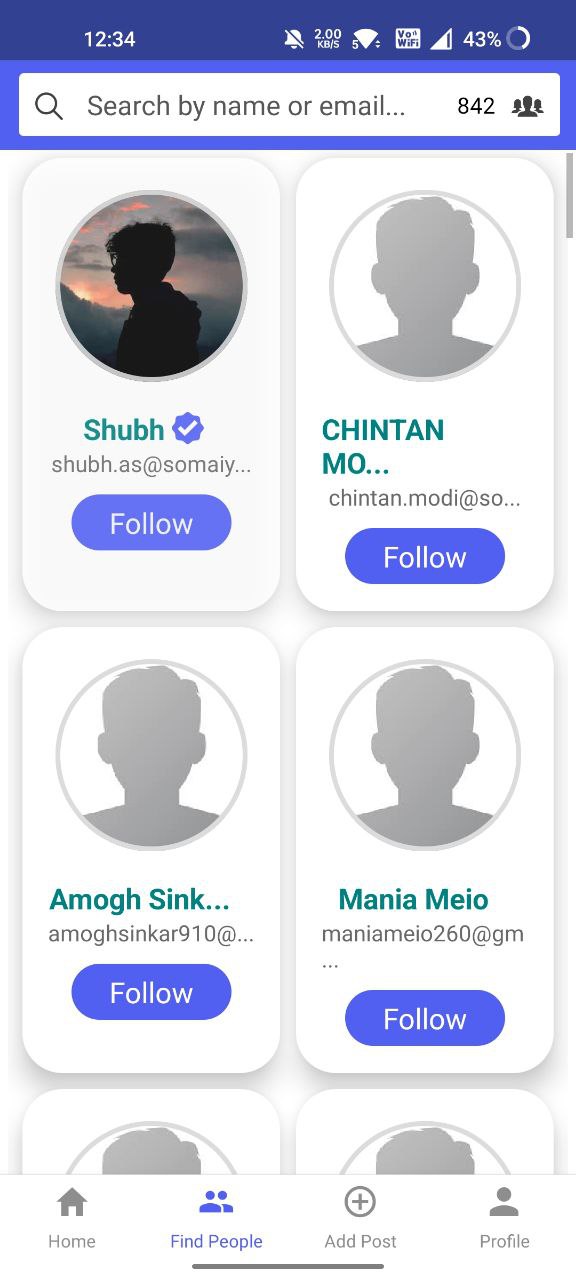 12:34 2.00 KB/S 5 Vo WiFi 43%
Search by name or email... 842
Shubh
shubh.as@somaiy...
Follow
CHINTAN
MO...
chintan.modi@so...
Follow
Amogh Sink...
amoghsinkar910@...
Follow
Mania Meio
maniameio260@gm
...
Follow
Home Find People Add Post Profile